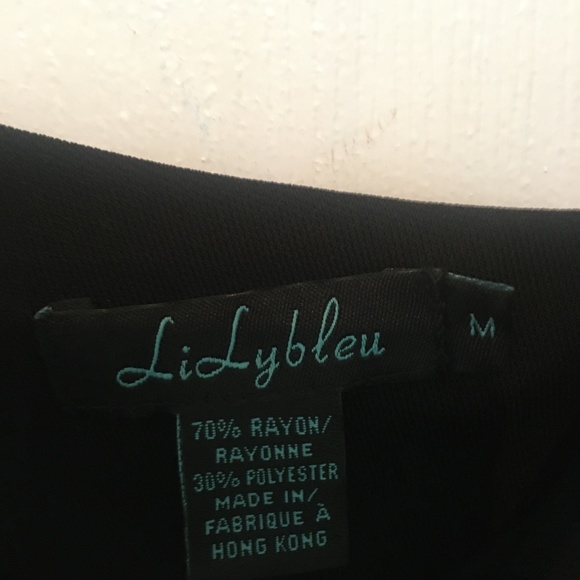 LiLybleu
M
70% RAYON/
RAYONNE
30% POLYESTER
MADE IN/
FABRIQUE À
HONG KONG